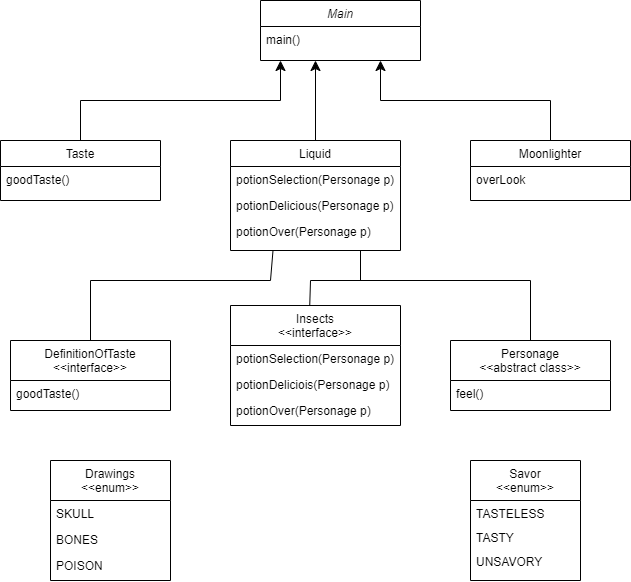 Main
main()
Taste
goodTaste()
Liquid
potionSelection(Personage p)
potionDelicious(Personage p)
potionOver(Personage p)
Moonlighter
overLook
DefinitionOfTaste
<<interface>>
goodTaste()
Insects
<<interface>>
potionSelection(Personage p)
potionDeliciois(Personage p)
potionOver(Personage p)
Personage
<<abstract class>>
feel()
Drawings
<<enum>>
SKULL
BONES
POISON
Savor
<<enum>>
TASTELESS
TASTY
UNSAVORY